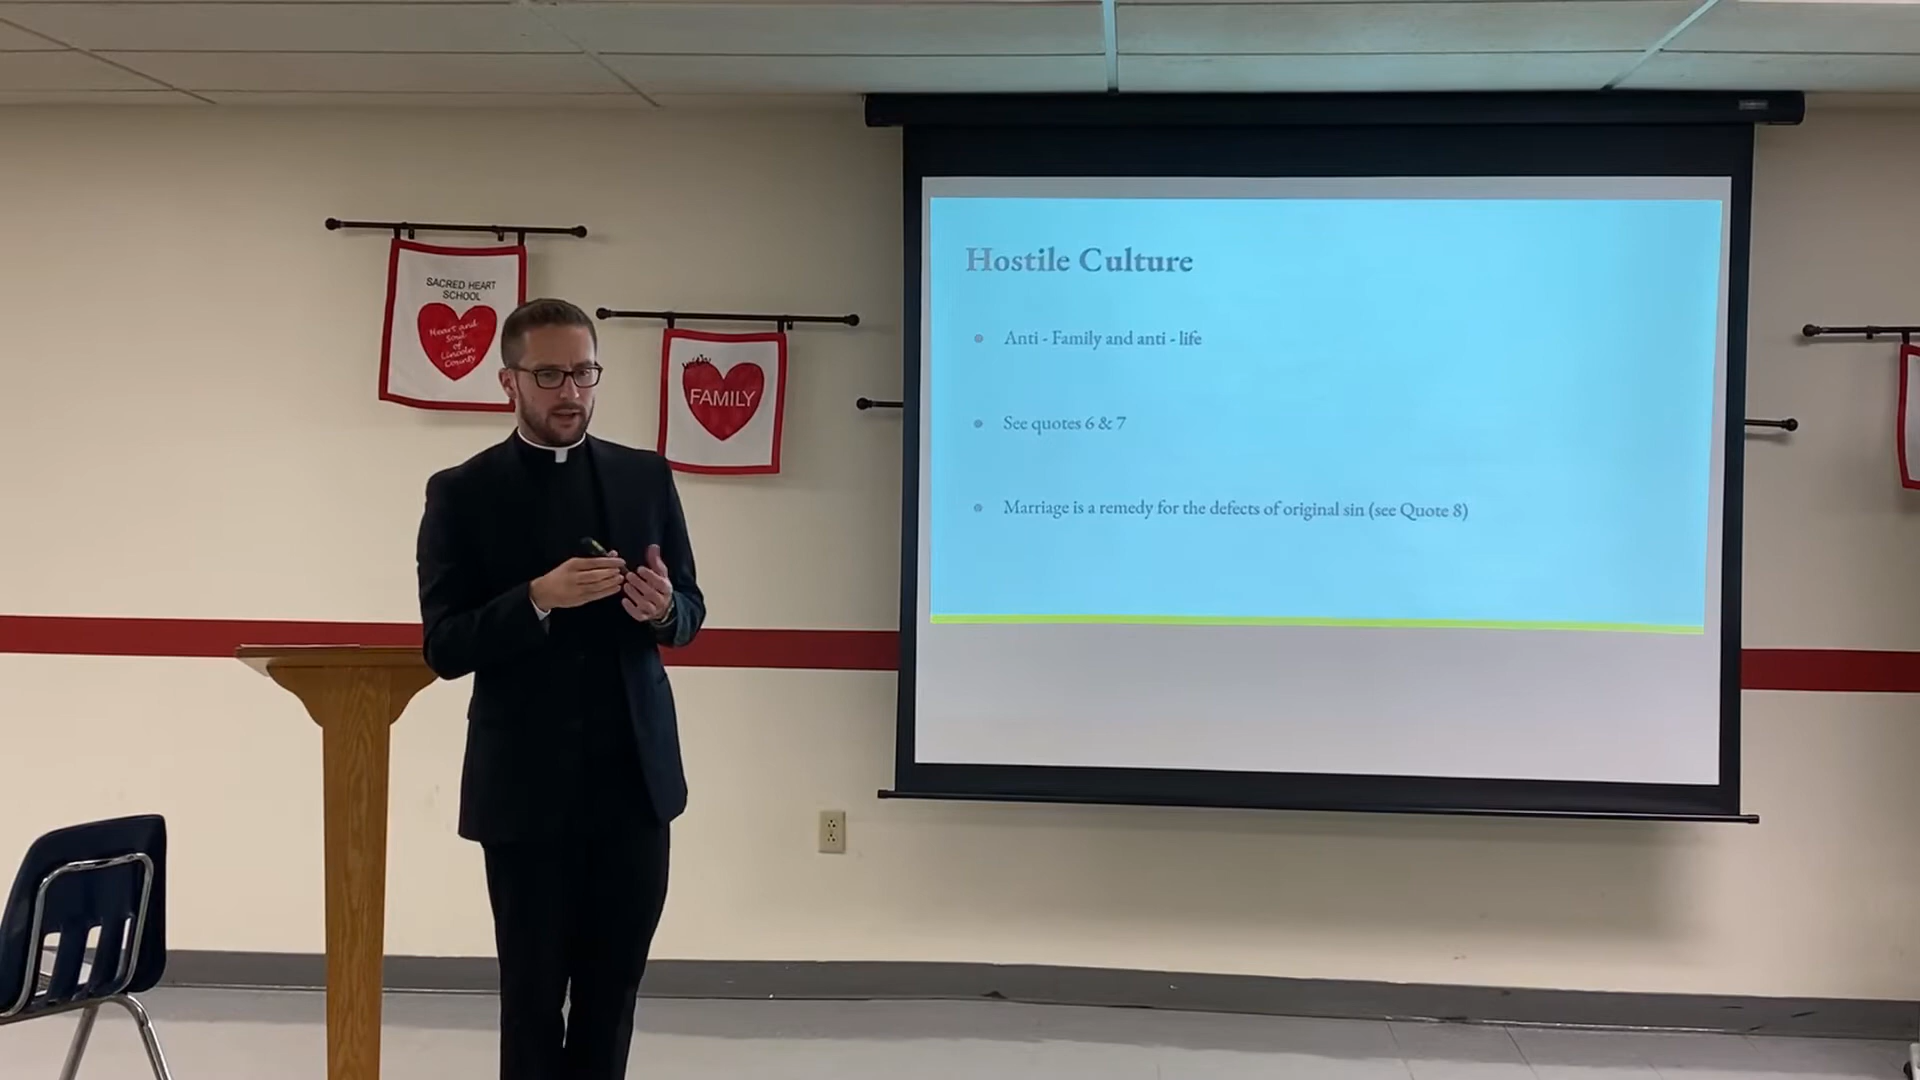 SACRED HEART
SCHOOL
Heart and
Soul
of
Lincoln
County
FAMILY
Hostile Culture
Anti - Family and anti - life
See quotes 6 & 7
Marriage is a remedy for the defects of original sin (see Quote 8)